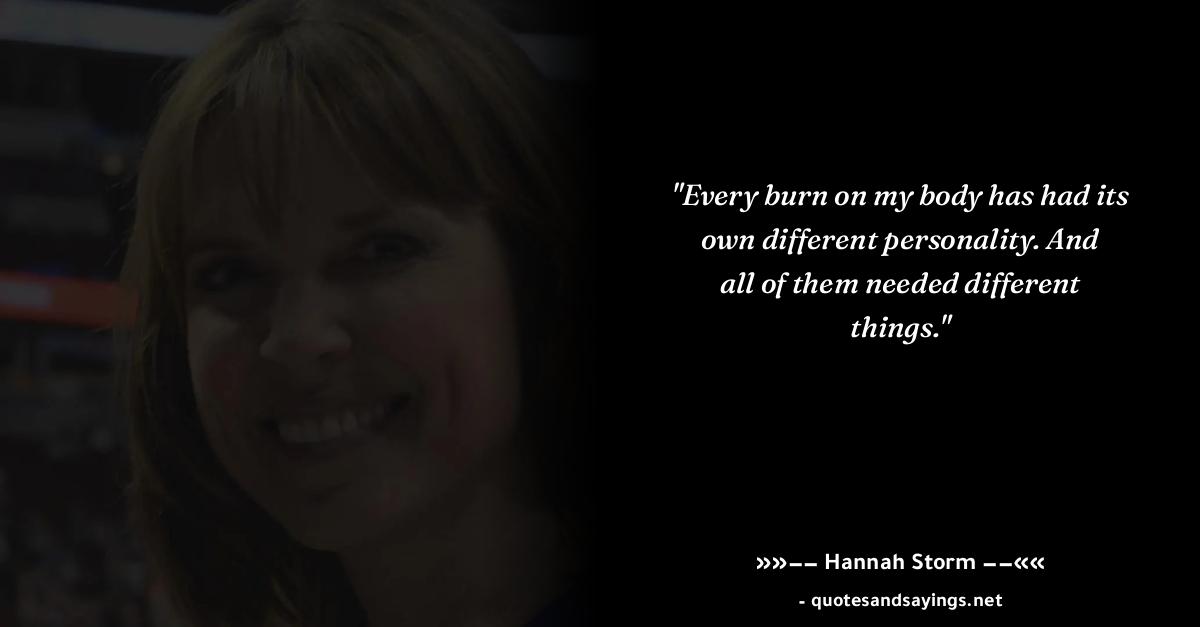 "Every burn on my body has had its
own different personality. And
all of them needed different
things."
»»–– Hannah Storm ––««
- quotesandsayings.net